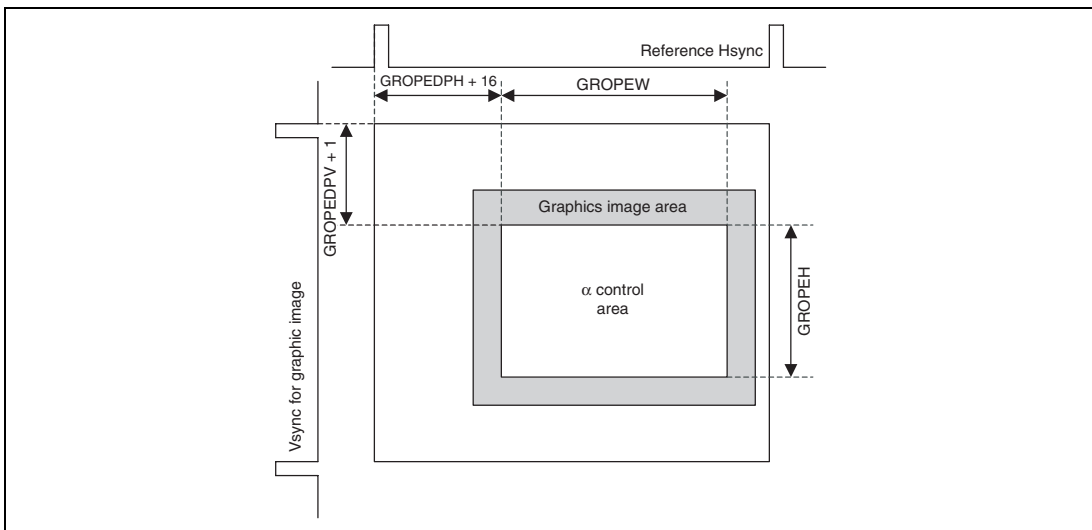 Reference Hsync
GROPEDPH + 16
GROPEW
GROPEDPV + 1
Graphics image area
α control
area
GROPEH
Vsync for graphic image